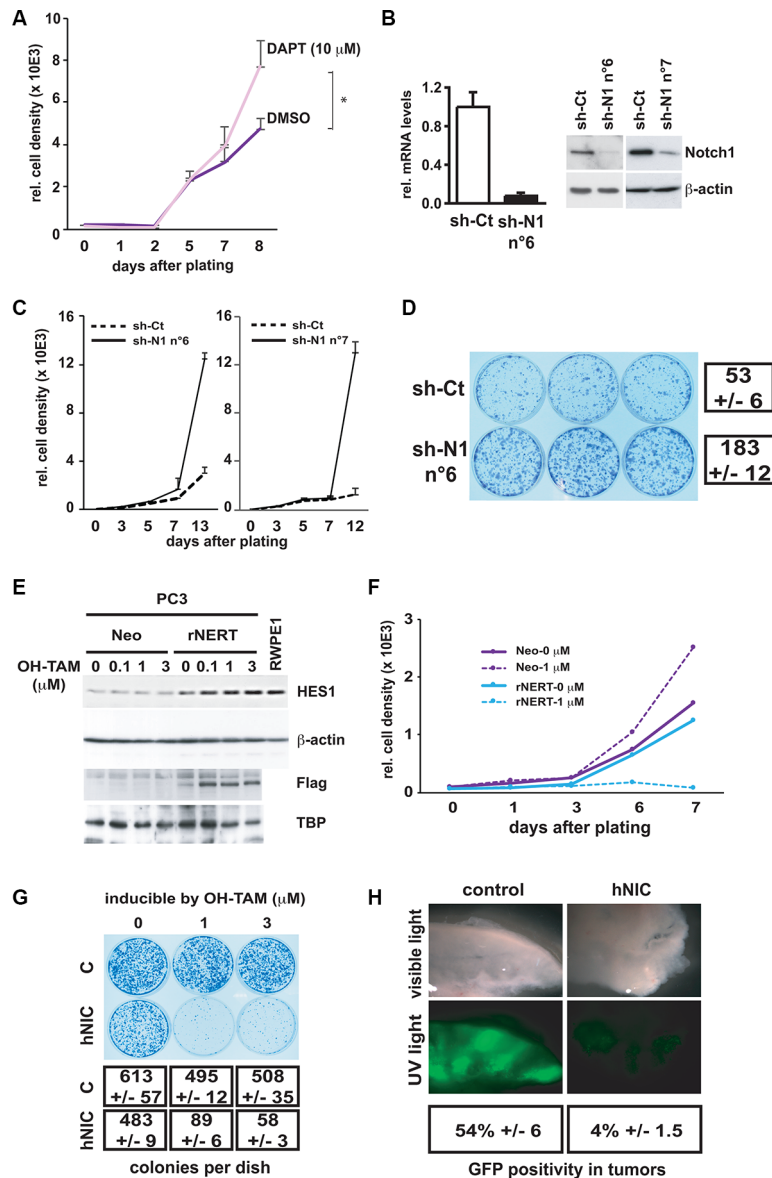 A
rel. cell density (x 10E3)
10
8
6
4
2
0
DAPT (10 µM)
*
DMSO
0 1 2 5 7 8
days after plating
B
rel. mRNA levels
1.2
0.8
0.4
0.0
sh-Ct sh-N1
n°6
sh-Ct
sh-N1 n°6
sh-Ct
sh-N1 n°7
Notch1
β-actin
C
rel. cell density (x 10E3)
sh-Ct
sh-N1 n°6
16
12
8
4
0
0 3 5 7 13
sh-Ct
sh-N1 n°7
16
12
8
4
0
0 3 5 7 12
days after plating
D
sh-Ct
53
+/- 6
sh-N1
n°6
183
+/- 12
E
PC3
Neo rNERT
RWPE1
OH-TAM
(µM)
0 0.1 1 3 0 0.1 1 3
HES1
β-actin
Flag
TBP
F
rel. cell density (x 10E3)
3
2
1
0
Neo-0 µM
Neo-1 µM
rNERT-0 µM
rNERT-1 µM
0 1 3 6 7
days after plating
G
inducible by OH-TAM (µM)
0 1 3
C
hNIC
C
613 495 508
+/- 57 +/- 12 +/- 35
hNIC
483 89 58
+/- 9 +/- 6 +/- 3
colonies per dish
H
control hNIC
visible light
UV light
54% +/- 6 4% +/- 1.5
GFP positivity in tumors